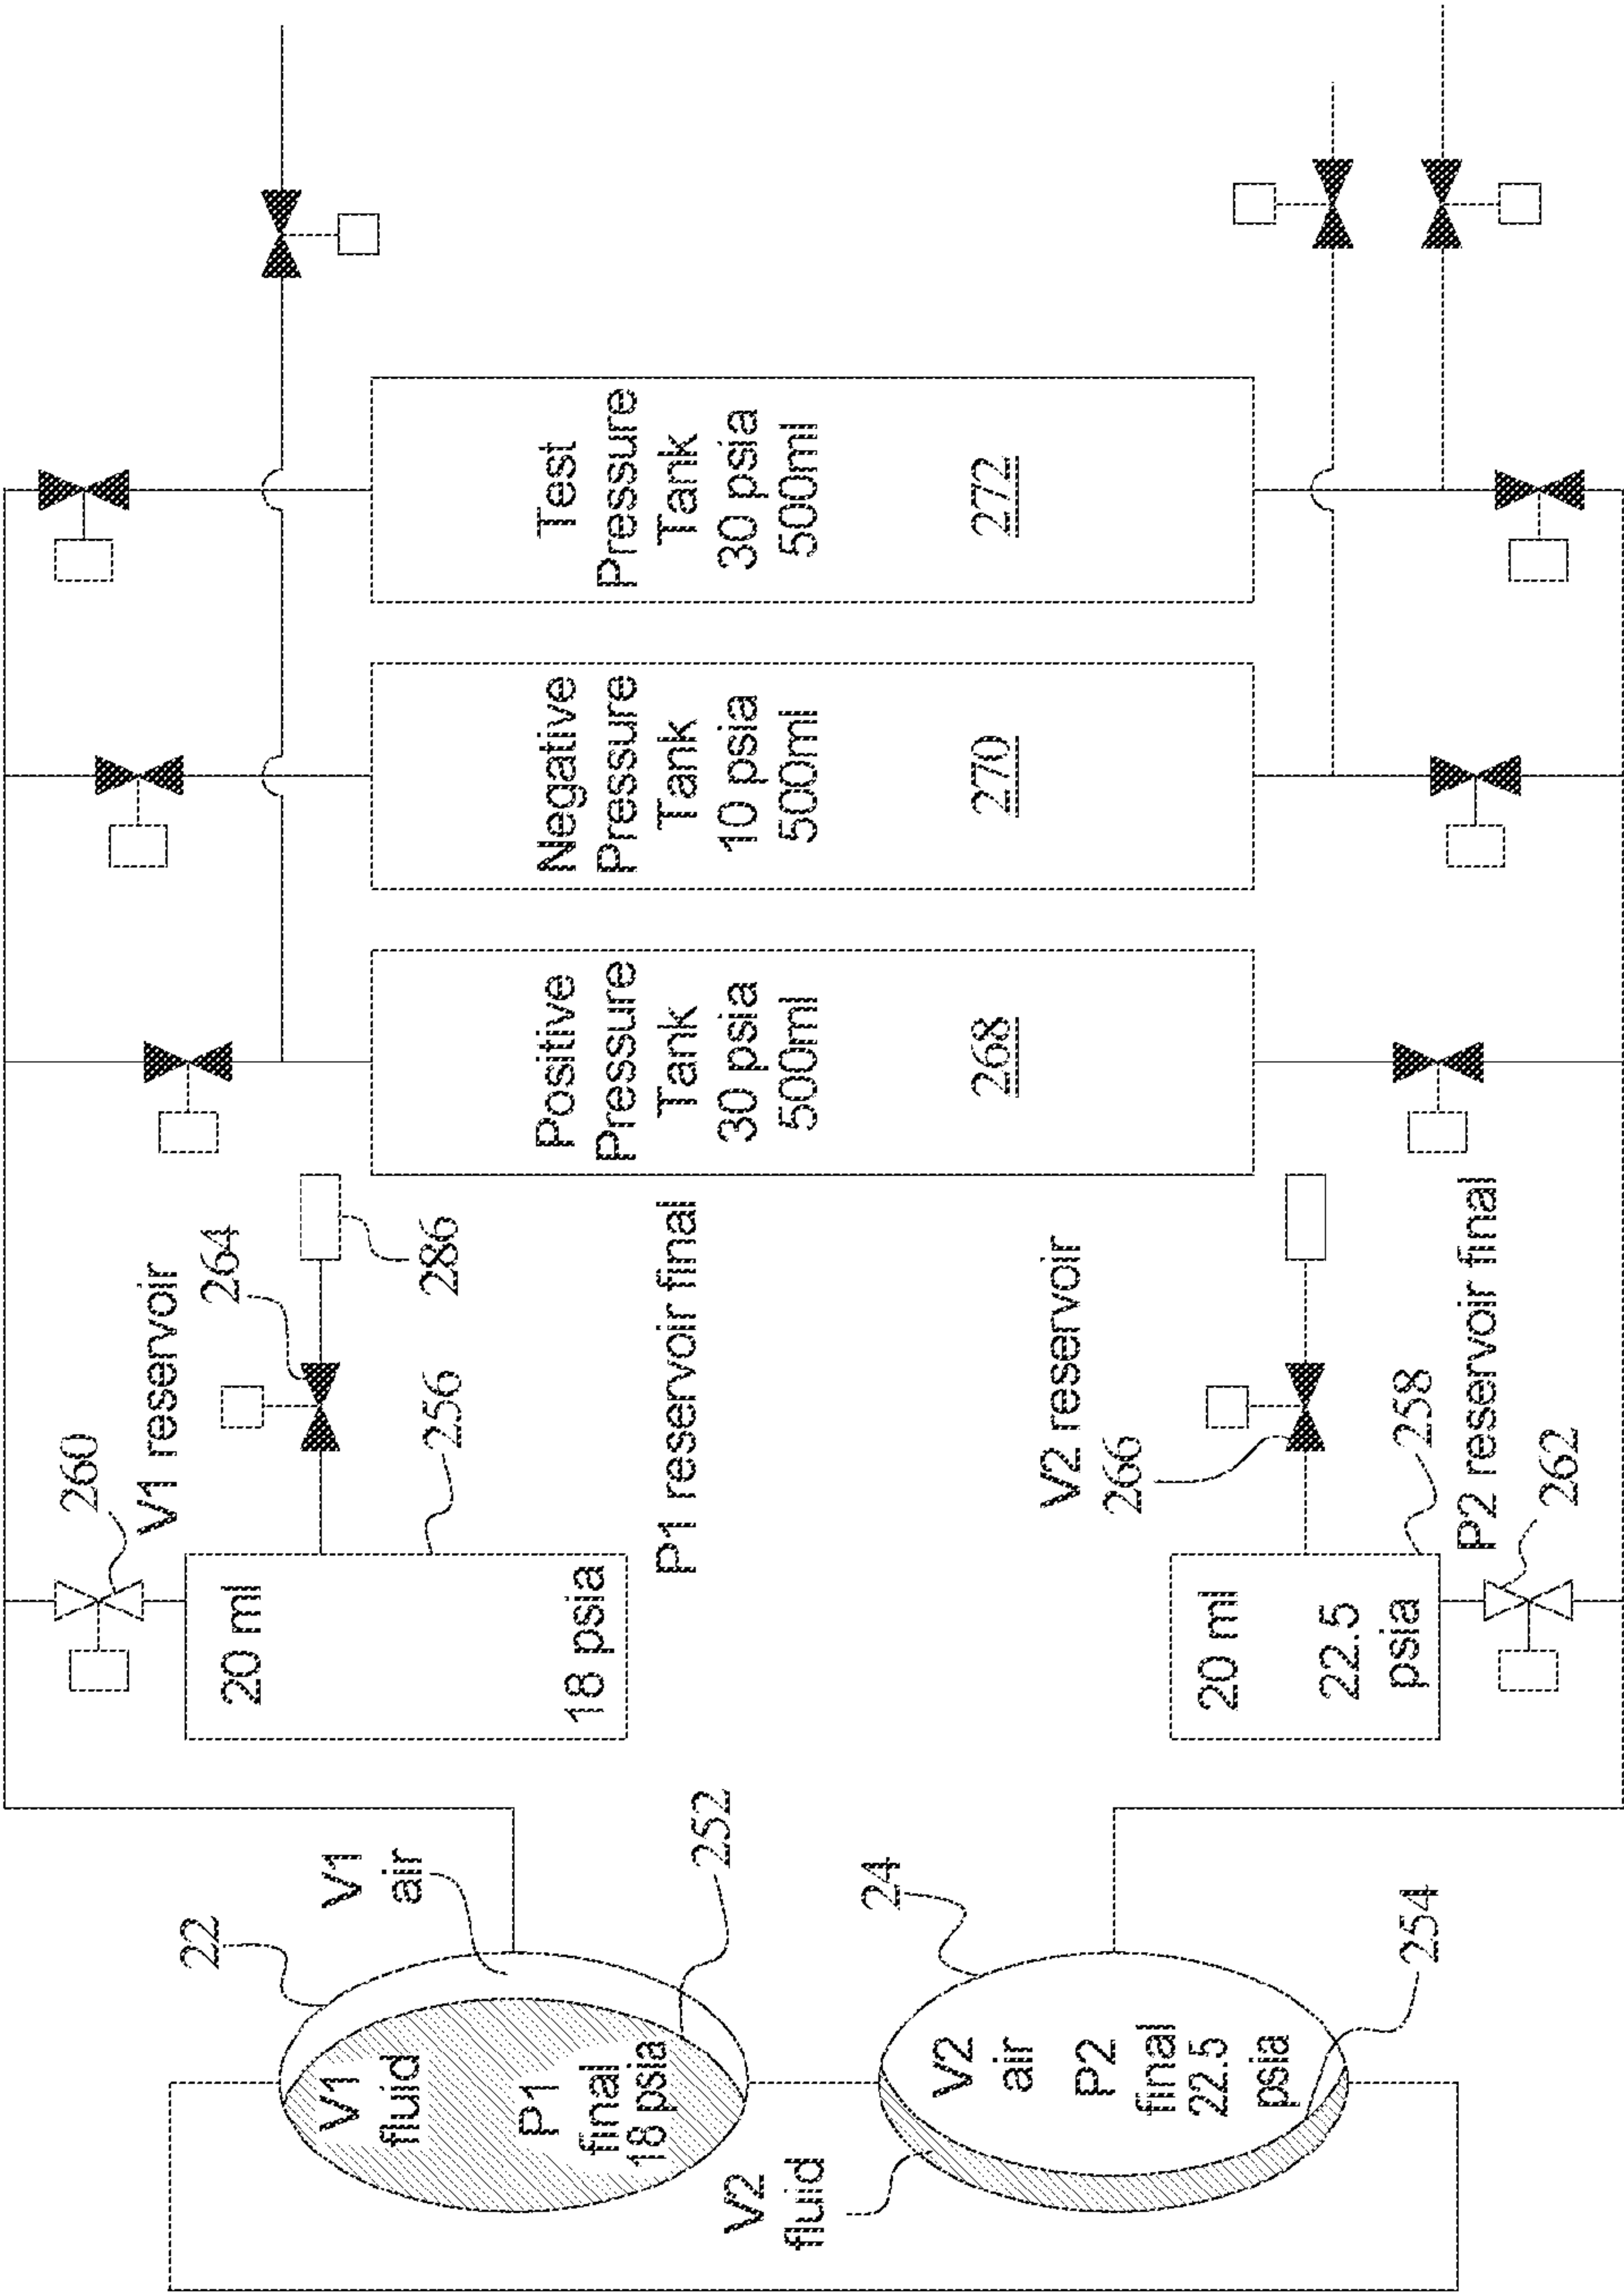 22
V1
air
V1
fluid
P1
final
18 psia
252
V2
fluid
24
V2
air
P2
final
22.5
psia
254
260
V1 reservoir
264
20 ml
18 psia
256
286
P1 reservoir final
V2 reservoir
266
20 ml
22.5
psia
258
P2 reservoir final
262
Positive
Pressure
Tank
30 psia
500ml
268
Negative
Pressure
Tank
10 psia
500ml
270
Test
Pressure
Tank
30 psia
500ml
272